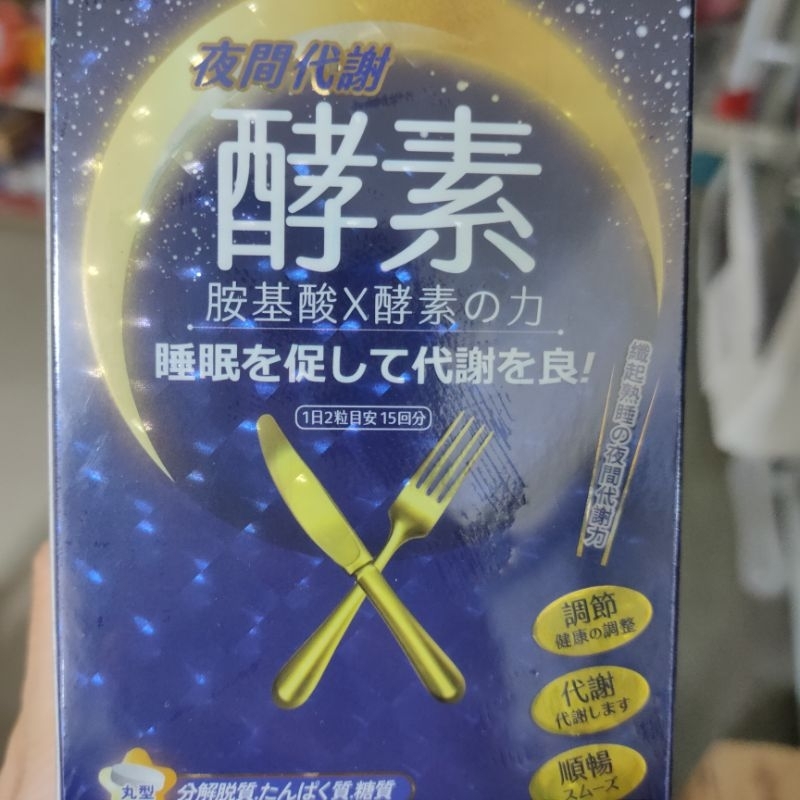 夜間代謝
酵素
胺基酸X酵素の力
睡眠を促して代謝を良!
1日2粒目安 15回分
纖起熟睡の夜間代謝力
調節
健康の調整
代謝
代謝します
順暢
スムーズ
丸型
分解脱質.たんぱく質.糖質